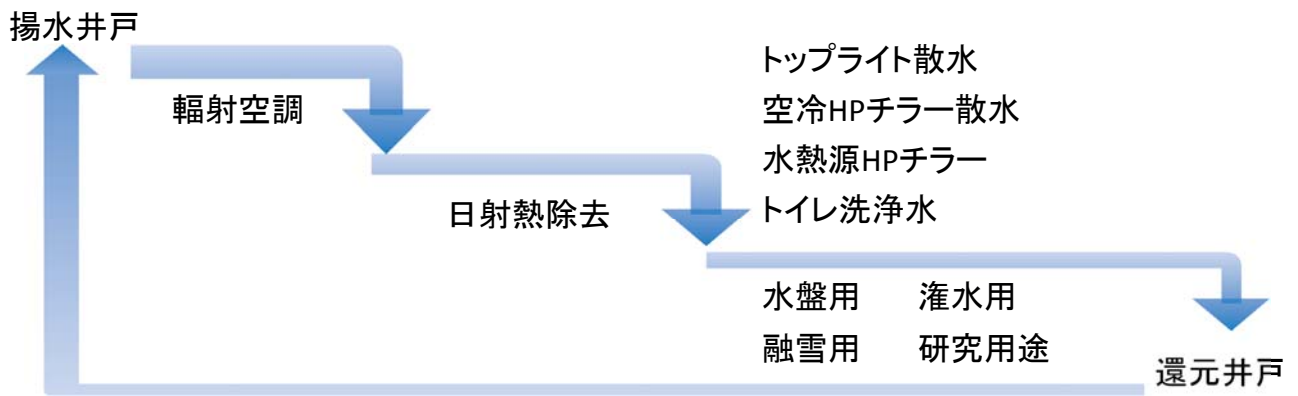 揚水井戸
輻射空調
日射熱除去
トップライト散水
空冷HPチラー散水
水熱源HPチラー
トイレ洗浄水
水盤用 潅水用
融雪用 研究用途
還元井戸